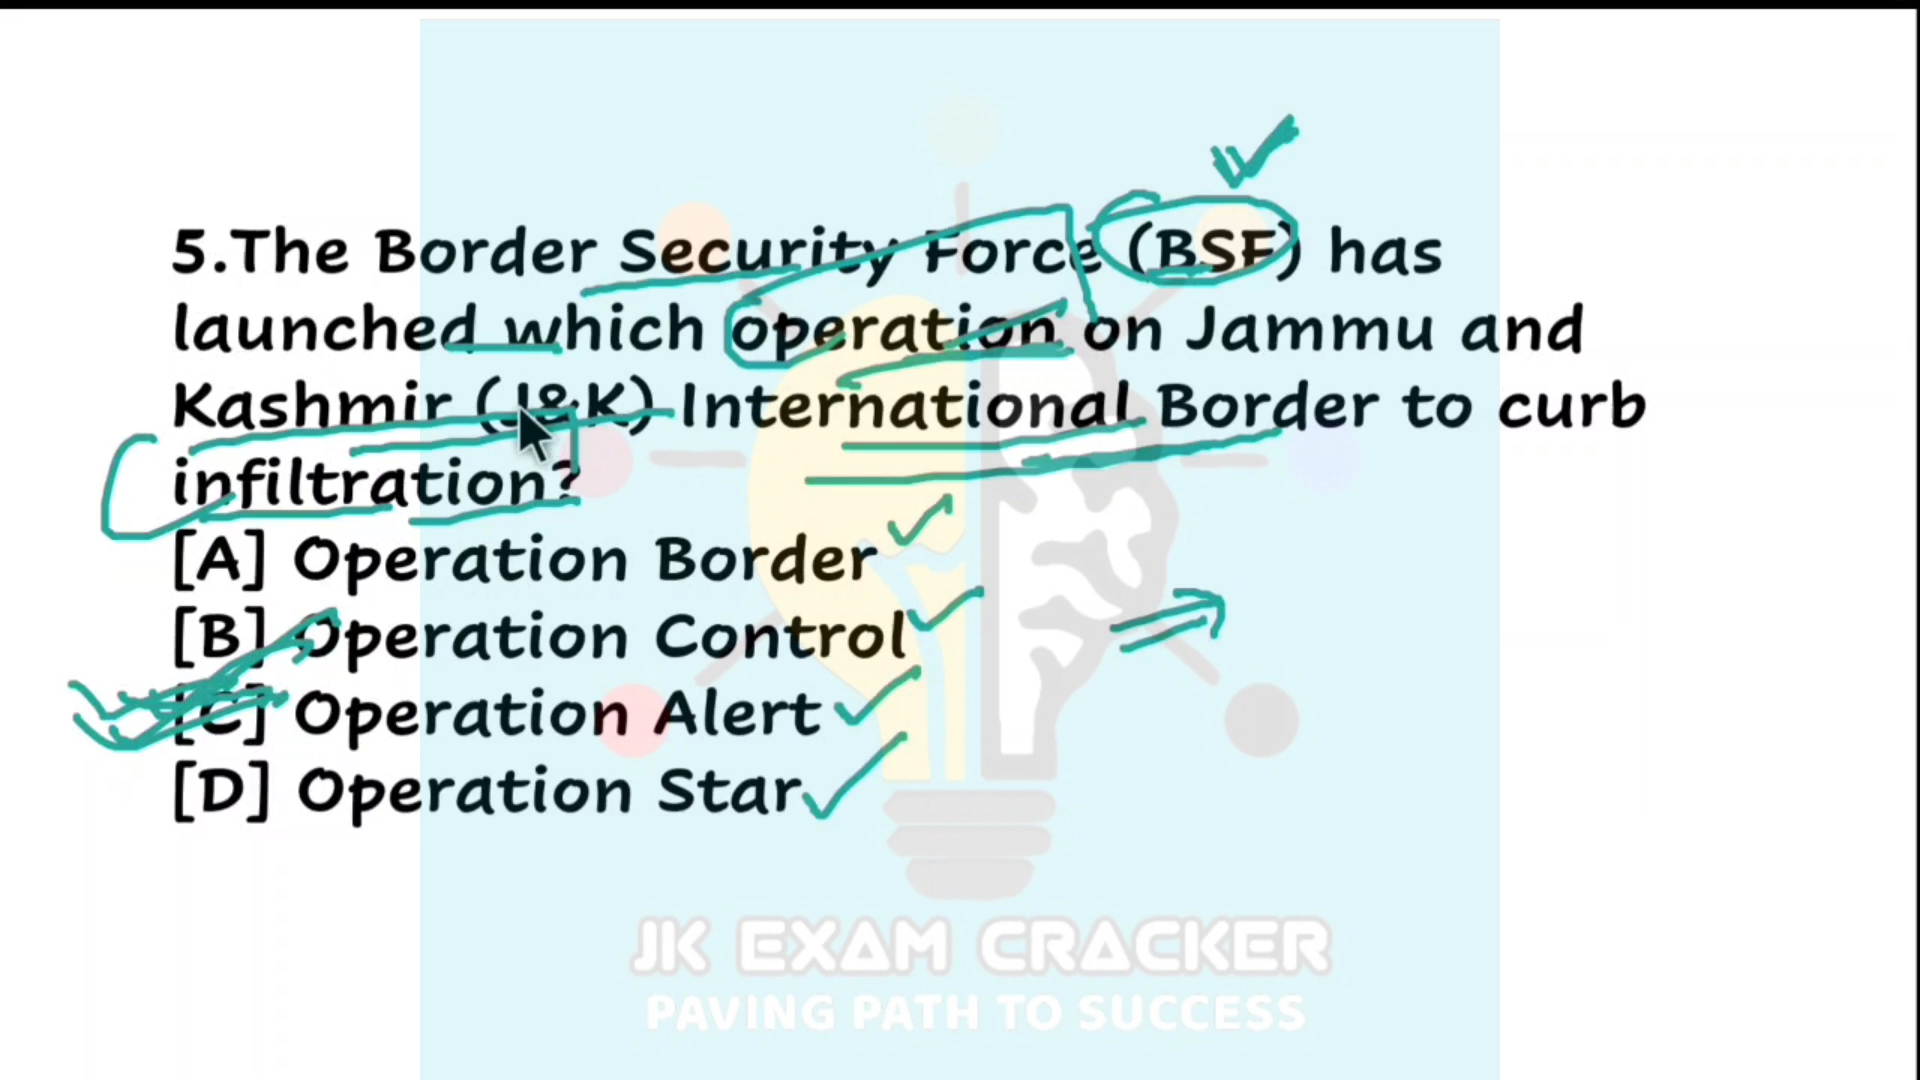 5.The Border Security Force (BSF) has
launched which operation on Jammu and
Kashmir (J&K) International Border to curb
infiltration?
[A] Operation Border
[B] Operation Control
[C] Operation Alert
[D] Operation Star
JK EXAM CRACKER
PAVING PATH TO SUCCESS